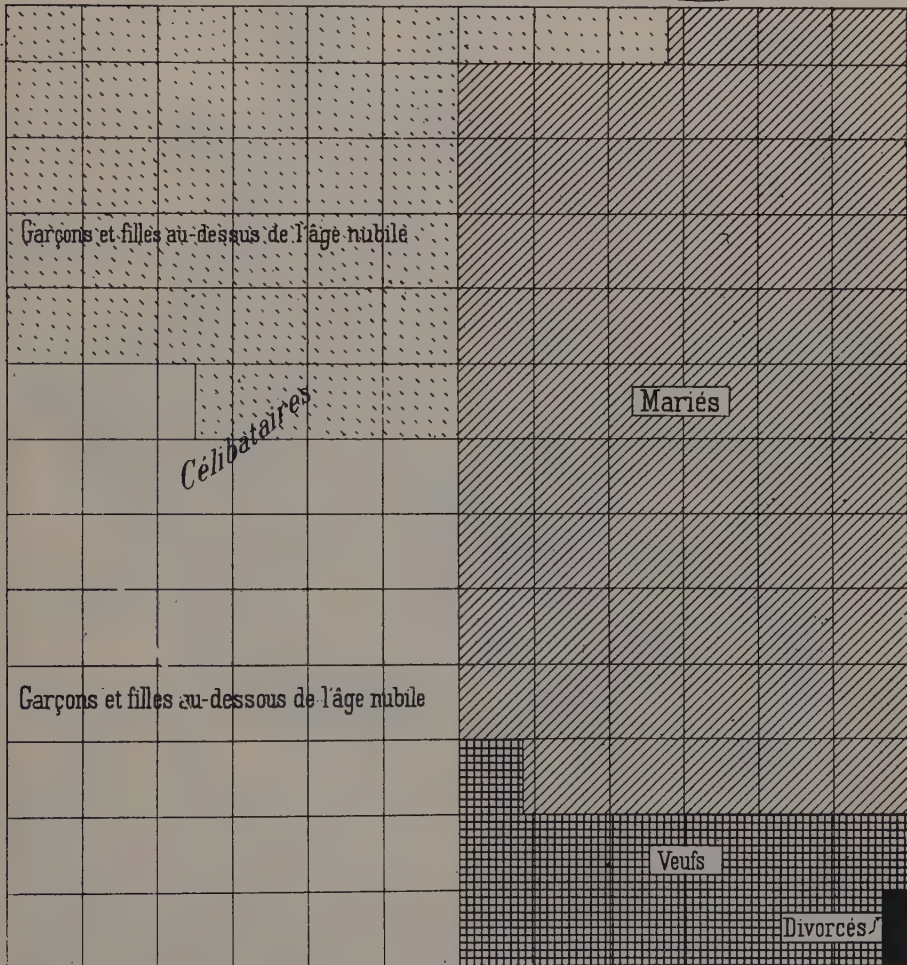 Garçons et filles au-dessus de l'âge nubile
Mariés
Célibataires
Garçons et filles au-dessous de l'âge nubile
Veufs
Divorcés